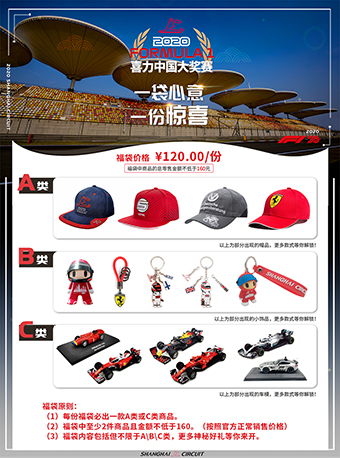 2020
FORMULA 1
喜力中国大奖赛
2020 SHANGHAI CIRCUIT
一袋心意
一份惊喜
2020
F1
福袋价格 ¥120.00/份
福袋中商品的总零售金额不低于160元
A类
以上为部分出现的帽品，更多款式等你解锁！
B类
SHANGHAI CIRCUIT
以上为部分出现的小饰品，更多款式等你解锁！
C类
以上为部分出现的车模，更多款式等你解锁！
福袋原则：
（1）每份福袋必出一款A类或C类商品。
（2）福袋中至少2件商品且金额不低于160。（按照官方正常销售价格）
（3）福袋内容包括但不限于A\B\C类，更多神秘好礼等你来开。
SHANGHAI CIRCUIT